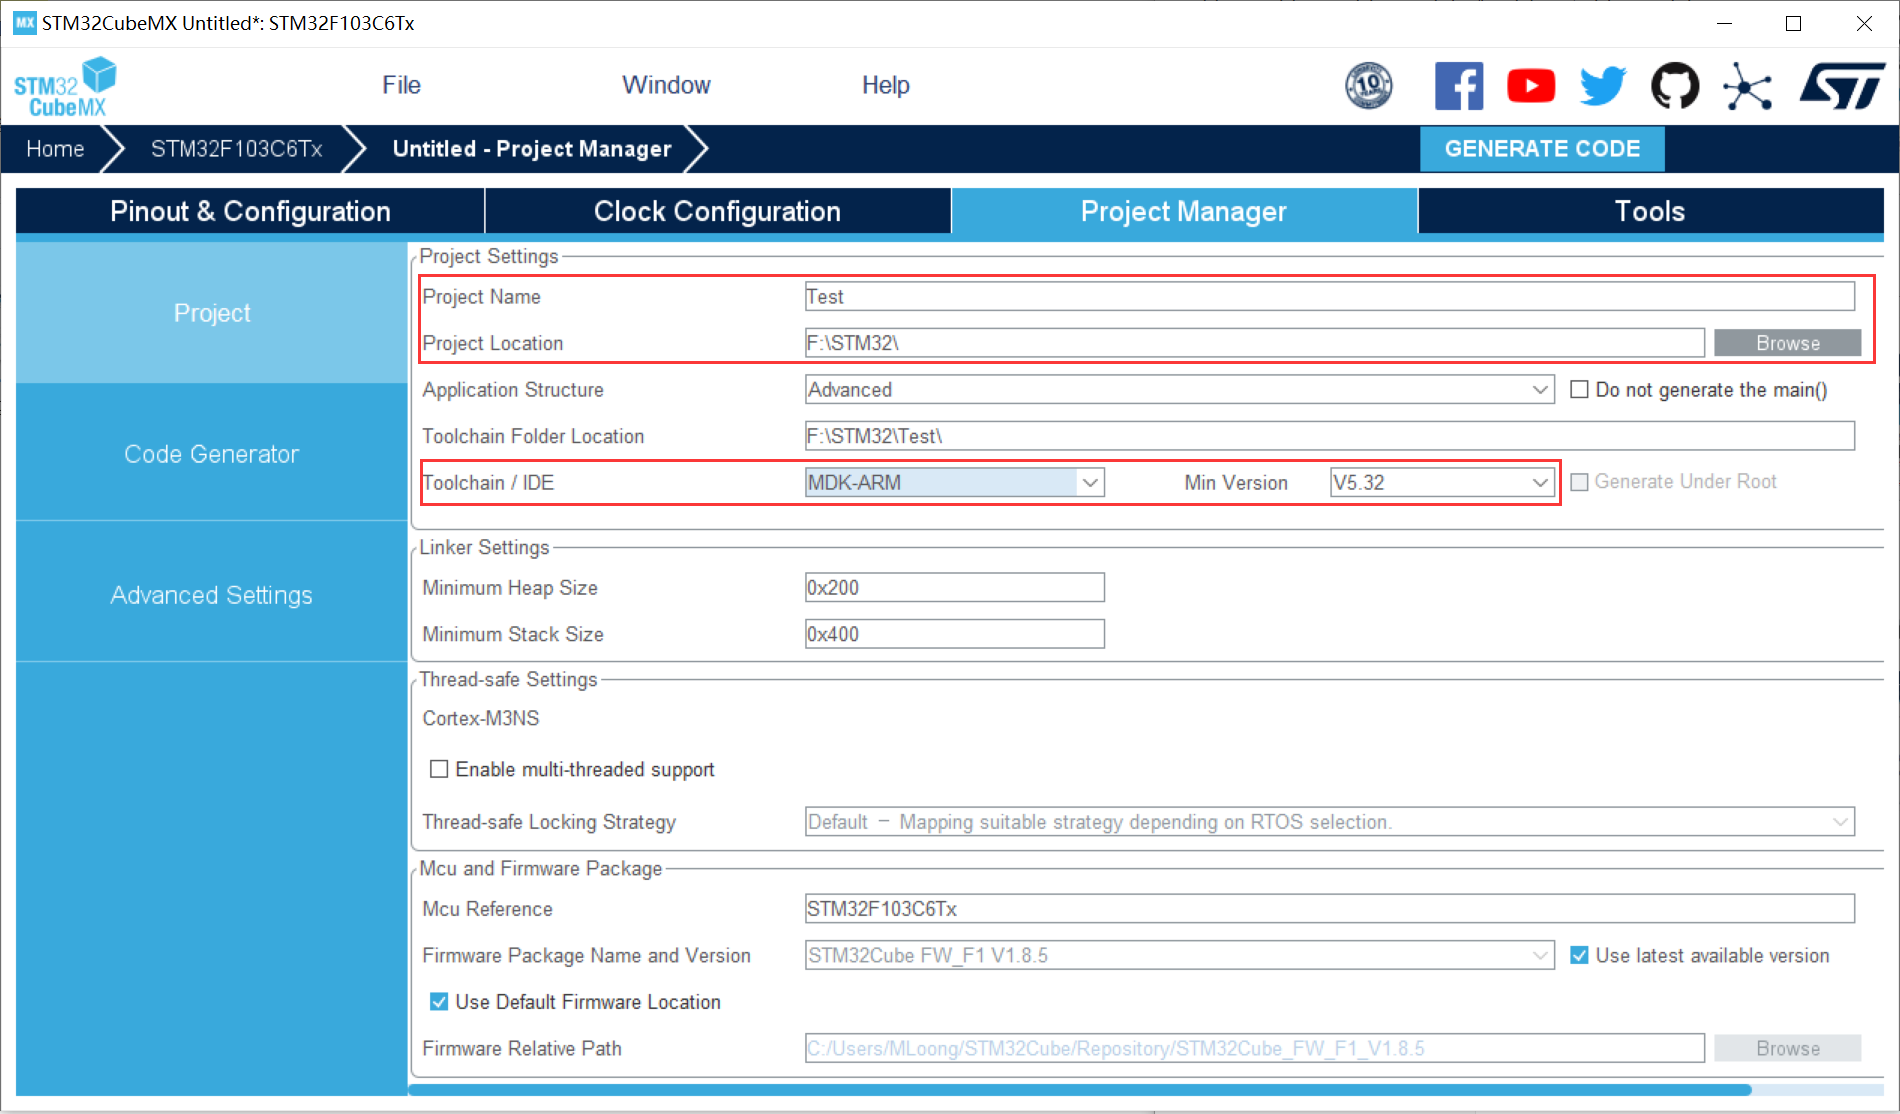 MX STM32CubeMX Untitled*: STM32F103C6Tx
STM32
CubeMX
File
Window
Help
10
YEARS
Home
STM32F103C6Tx
Untitled - Project Manager
GENERATE CODE
Pinout & Configuration
Clock Configuration
Project Manager
Tools
Project
Code Generator
Advanced Settings
Project Settings
Project Name
Test
Project Location
F:\STM32\
Browse
Application Structure
Advanced
Do not generate the main()
Toolchain Folder Location
F:\STM32\Test\
Toolchain / IDE
MDK-ARM
Min Version
V5.32
Generate Under Root
Linker Settings
Minimum Heap Size
0x200
Minimum Stack Size
0x400
Thread-safe Settings
Cortex-M3NS
Enable multi-threaded support
Thread-safe Locking Strategy
Default – Mapping suitable strategy depending on RTOS selection.
Mcu and Firmware Package
Mcu Reference
STM32F103C6Tx
Firmware Package Name and Version
STM32Cube FW_F1 V1.8.5
Use latest available version
Use Default Firmware Location
Firmware Relative Path
C:/Users/MLoong/STM32Cube/Repository/STM32Cube_FW_F1_V1.8.5
Browse